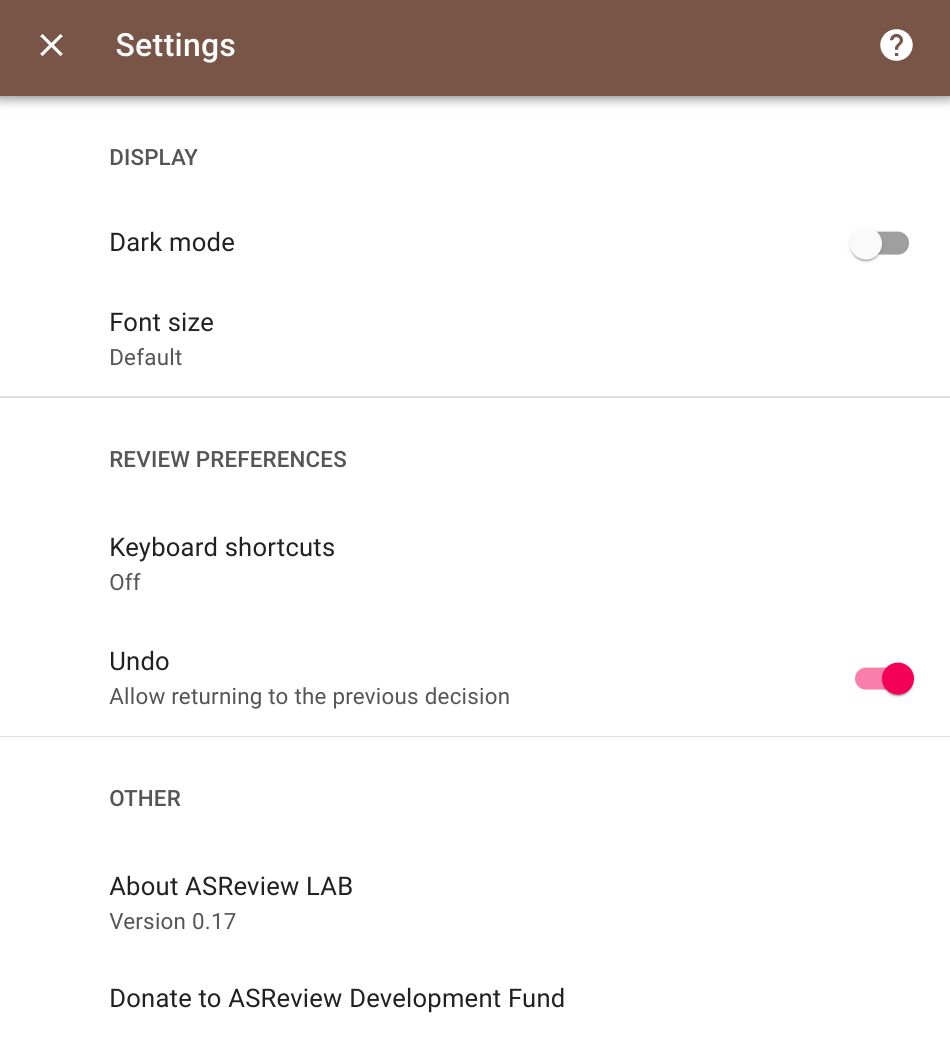 Settings
DISPLAY
Dark mode
Font size
Default
REVIEW PREFERENCES
Keyboard shortcuts
Off
Undo
Allow returning to the previous decision
OTHER
About ASReview LAB
Version 0.17
Donate to ASReview Development Fund